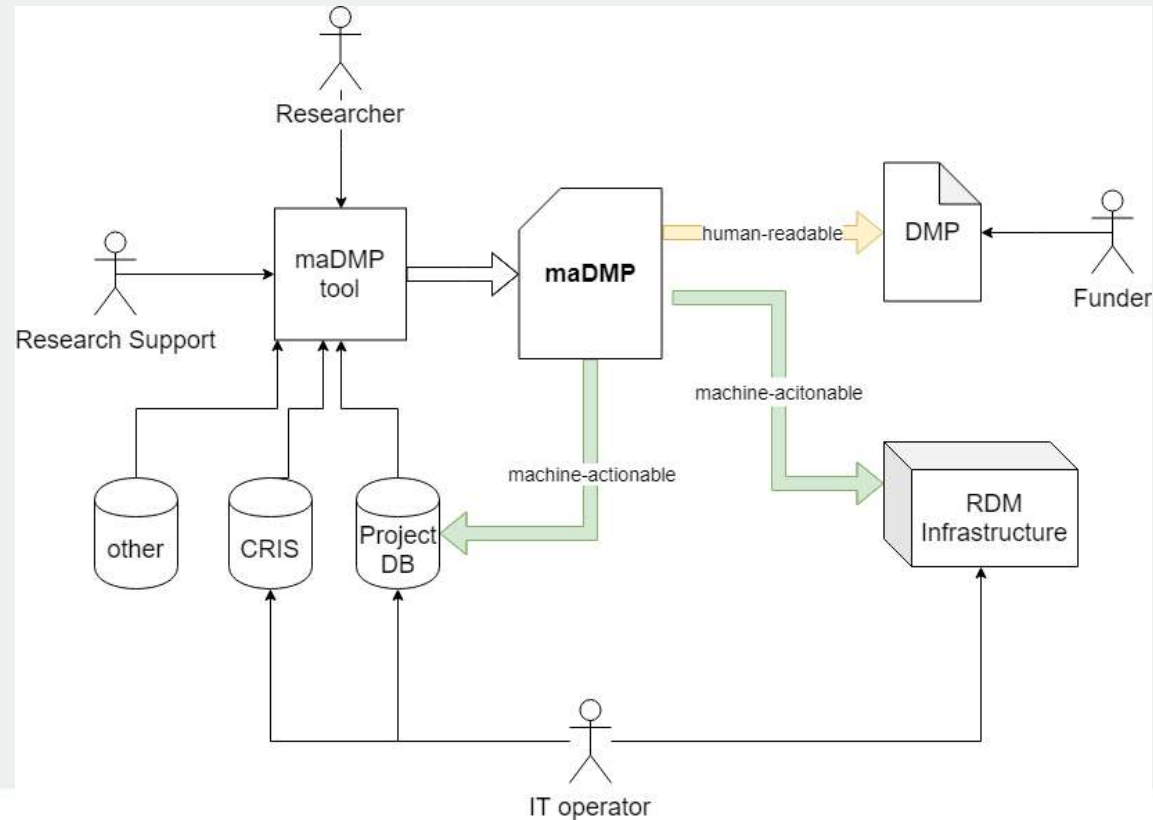 Researcher
maDMP
tool
maDMP
human-readable
DMP
Research Support
Funder
machine-acitonable
machine-actionable
other
CRIS
Project
DB
RDM
Infrastructure
IT operator